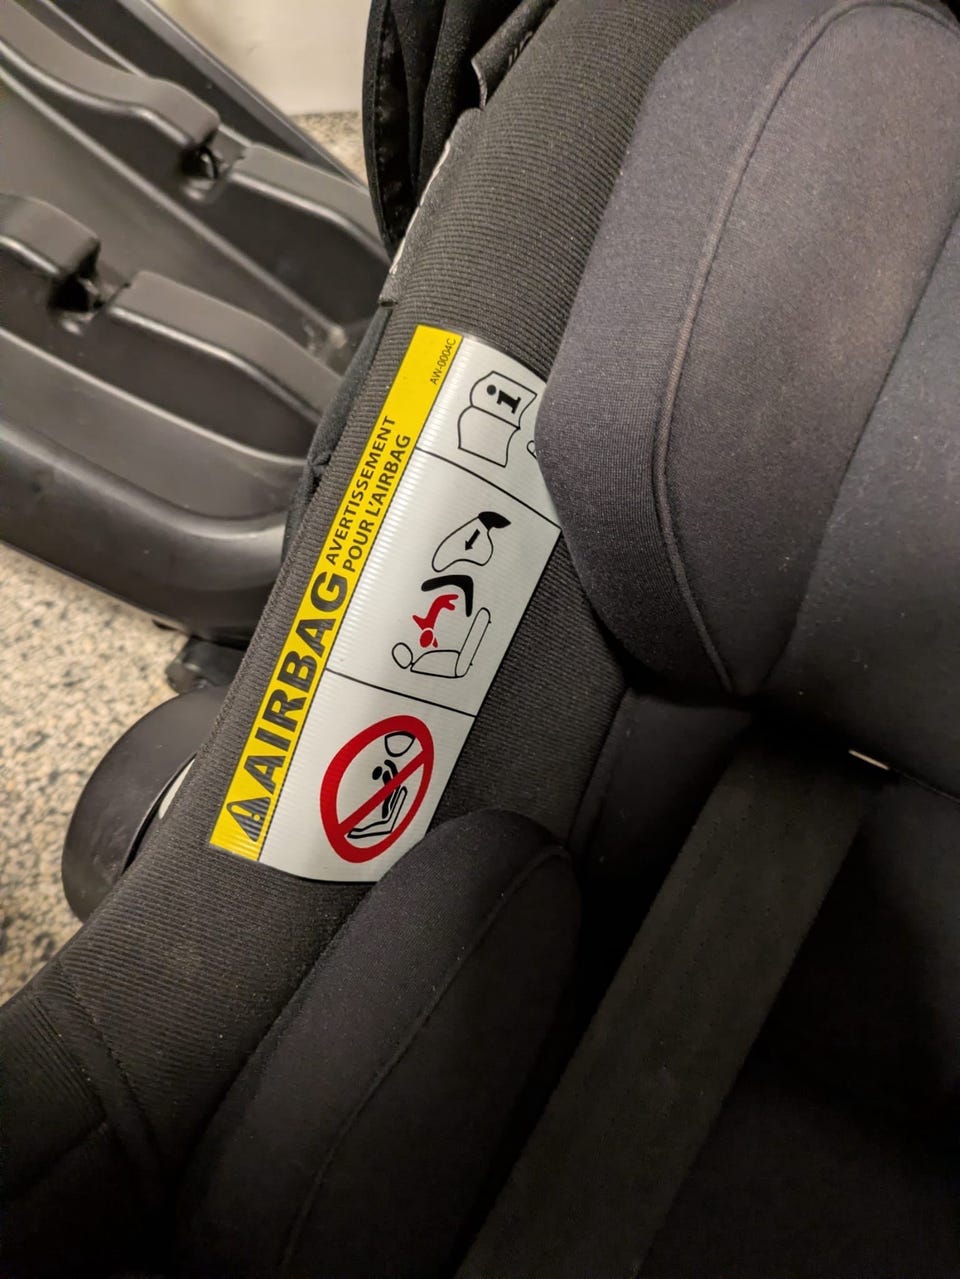 AIRBAG
AVERTISSEMENT
POUR L'AIRBAG
AW-0004C
i